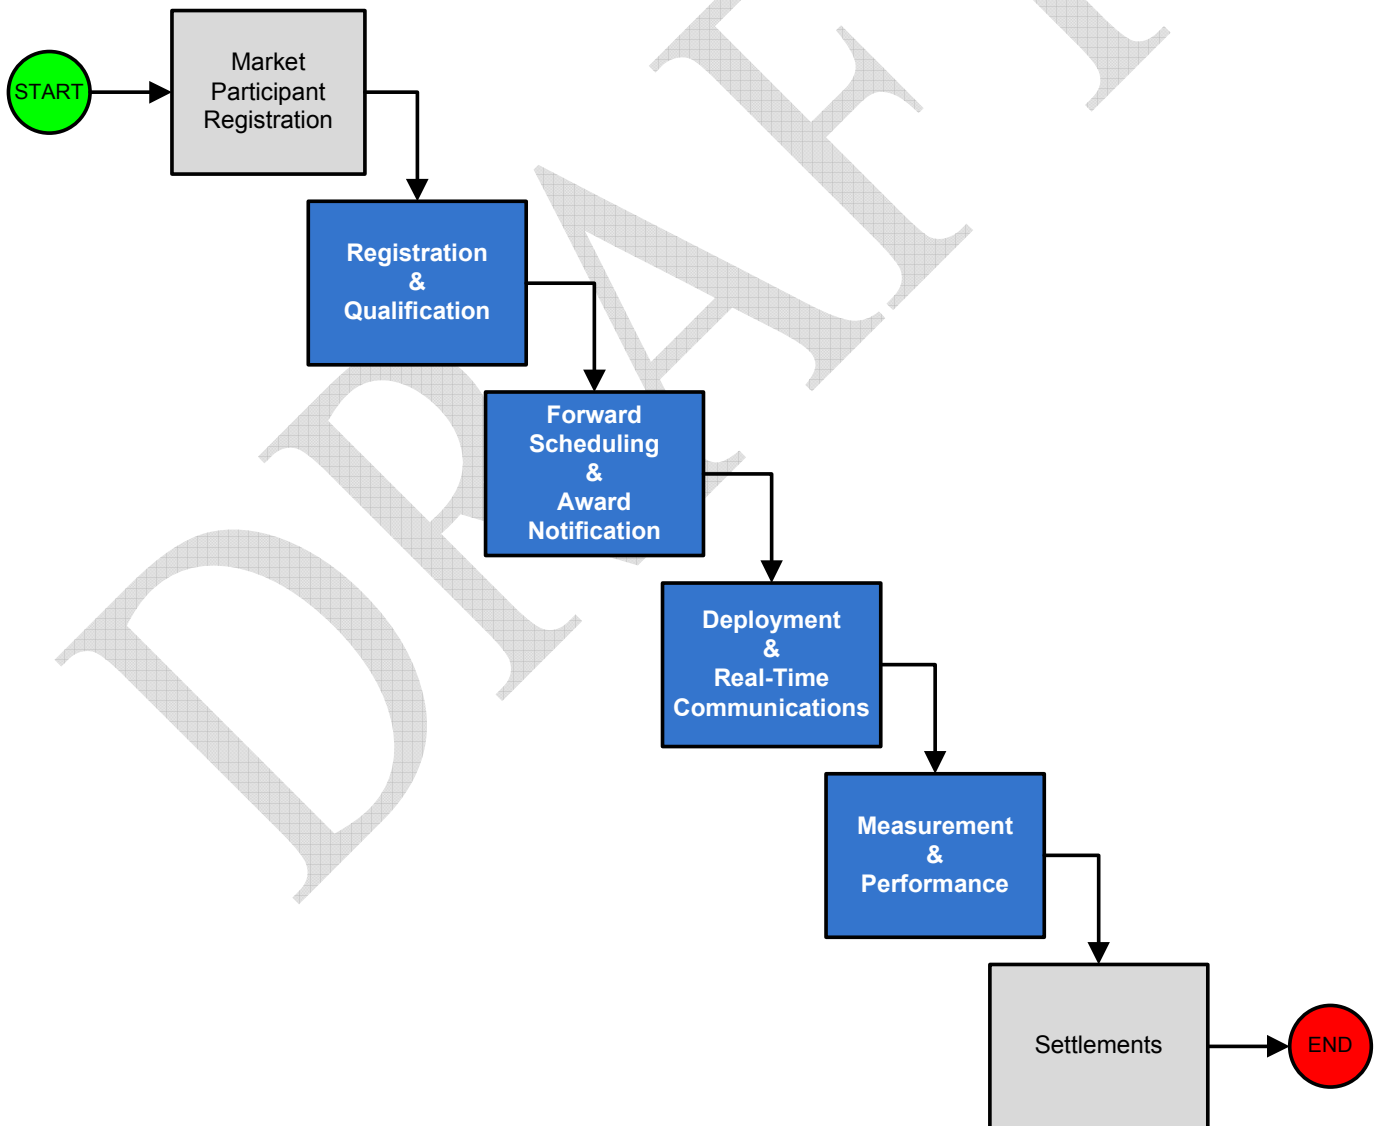 START
Market
Participant
Registration
Registration
&
Qualification
Forward
Scheduling
&
Award
Notification
Deployment
&
Real-Time
Communications
Measurement
&
Performance
Settlements
END
DRAFT